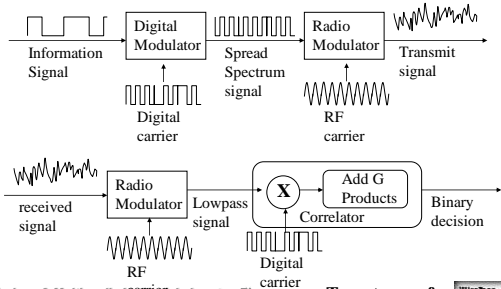 Digital
Modulator
Radio
Modulator
Information
Signal
Spread
Spectrum
signal
Transmit
signal
Digital
carrier
RF
carrier
received
signal
Radio
Modulator
Lowpass
signal
X
Add G
Products
Correlator
Binary
decision
RF
Digital
carrier